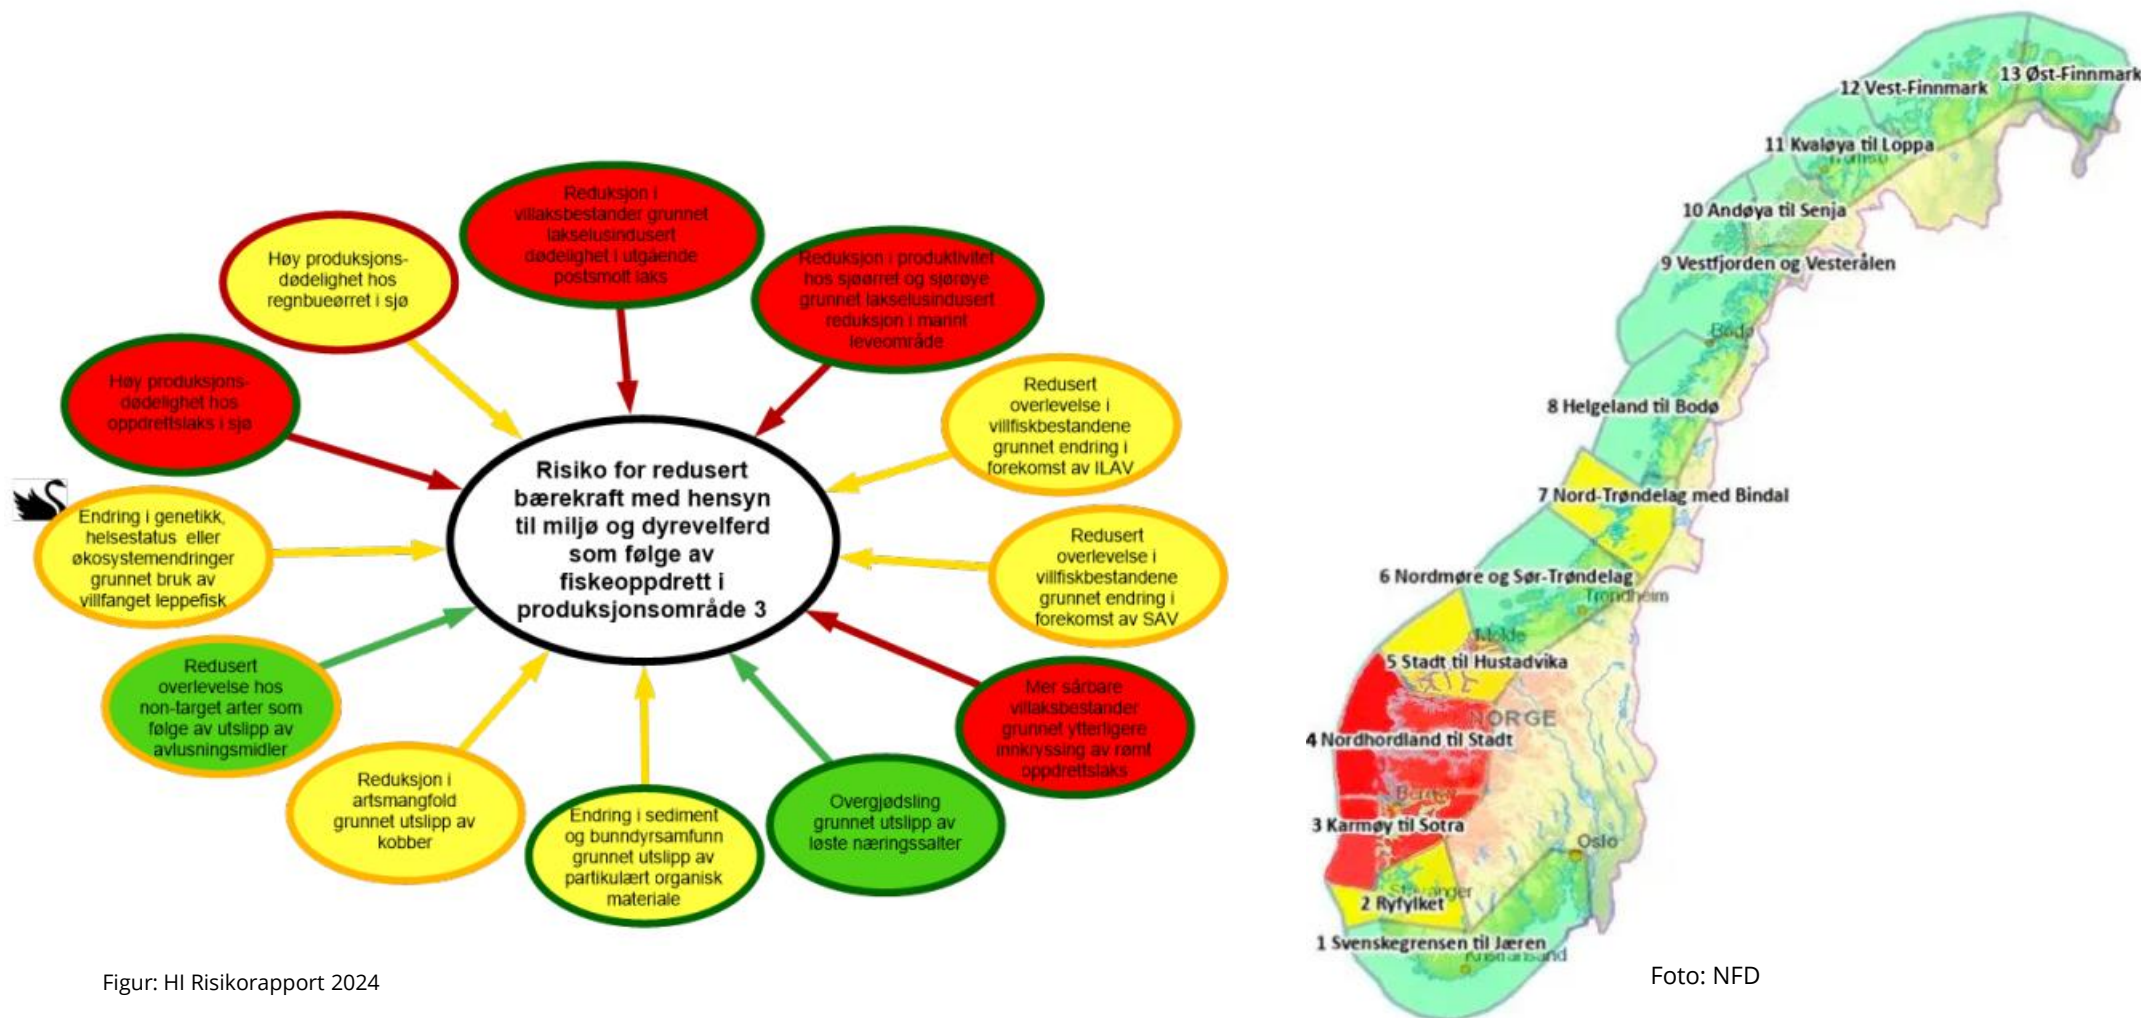 Reduksjon i
villaksbestander grunnet
lakselusindusert
dødelighet i utgående
postsmolt laks
Høy produksjons-
dødelighet hos
regnbueørret i sjø
Reduksjon i produktivitet
hos sjøørret og sjørøye
grunnet lakselusindusert
reduksjon i marint
leveområde
Høy produksjons-
dødelighet hos
oppdrettslaks i sjø
Redusert
overlevelse i
villfiskbestandene
grunnet endring i
forekomst av ILAV
Risiko for redusert
bærekraft med hensyn
til miljø og dyrevelferd
som følge av
fiskeoppdrett i
produksjonsområde 3
Endring i genetikk,
helsestatus eller
økosystemendringer
grunnet bruk av
villfanget leppefisk
Redusert
overlevelse i
villfiskbestandene
grunnet endring i
forekomst av SAV
Redusert
overlevelse hos
non-target arter som
følge av utslipp av
avlusningsmidler
Mer sårbare
villaksbestander
grunnet ytterligere
innkryssing av rømt
oppdrettslaks
Reduksjon i
artsmangfold
grunnet utslipp av
kobber
Endring i sediment
og bunndyrsamfunn
grunnet utslipp av
partikulært organisk
materiale
Overgjødsling
grunnet utslipp av
løste næringssalter
Figur: HI Risikorapport 2024
13 Øst-Finnmark
12 Vest-Finnmark
11 Kvaløya til Loppa
Tromsø
10 Andøya til Senja
9 Vestfjorden og Vesterålen
Bodø
8 Helgeland til Bodø
7 Nord-Trøndelag med Bindal
6 Nordmøre og Sør-Trøndelag
Trondheim
Molde
5 Stadt til Hustadvika
NORGE
4 Nordhordland til Stadt
Bergen
3 Karmøy til Sotra
Oslo
Stavanger
2 Ryfylket
1 Svenskegrensen til Jæren
Kristiansand
Foto: NFD